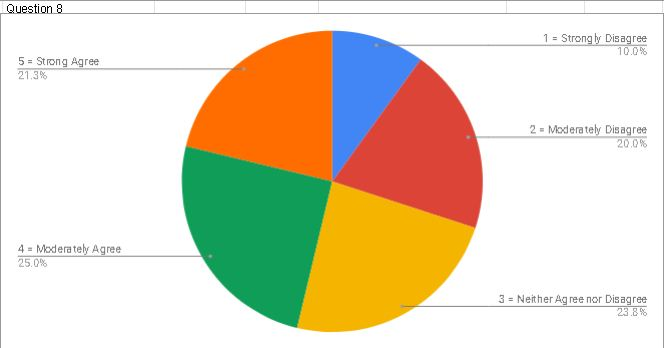 Question 8
1 = Strongly Disagree
10.0%
5 = Strong Agree
21.3%
2 = Moderately Disagree
20.0%
4 = Moderately Agree
25.0%
3 = Neither Agree nor Disagree
23.8%